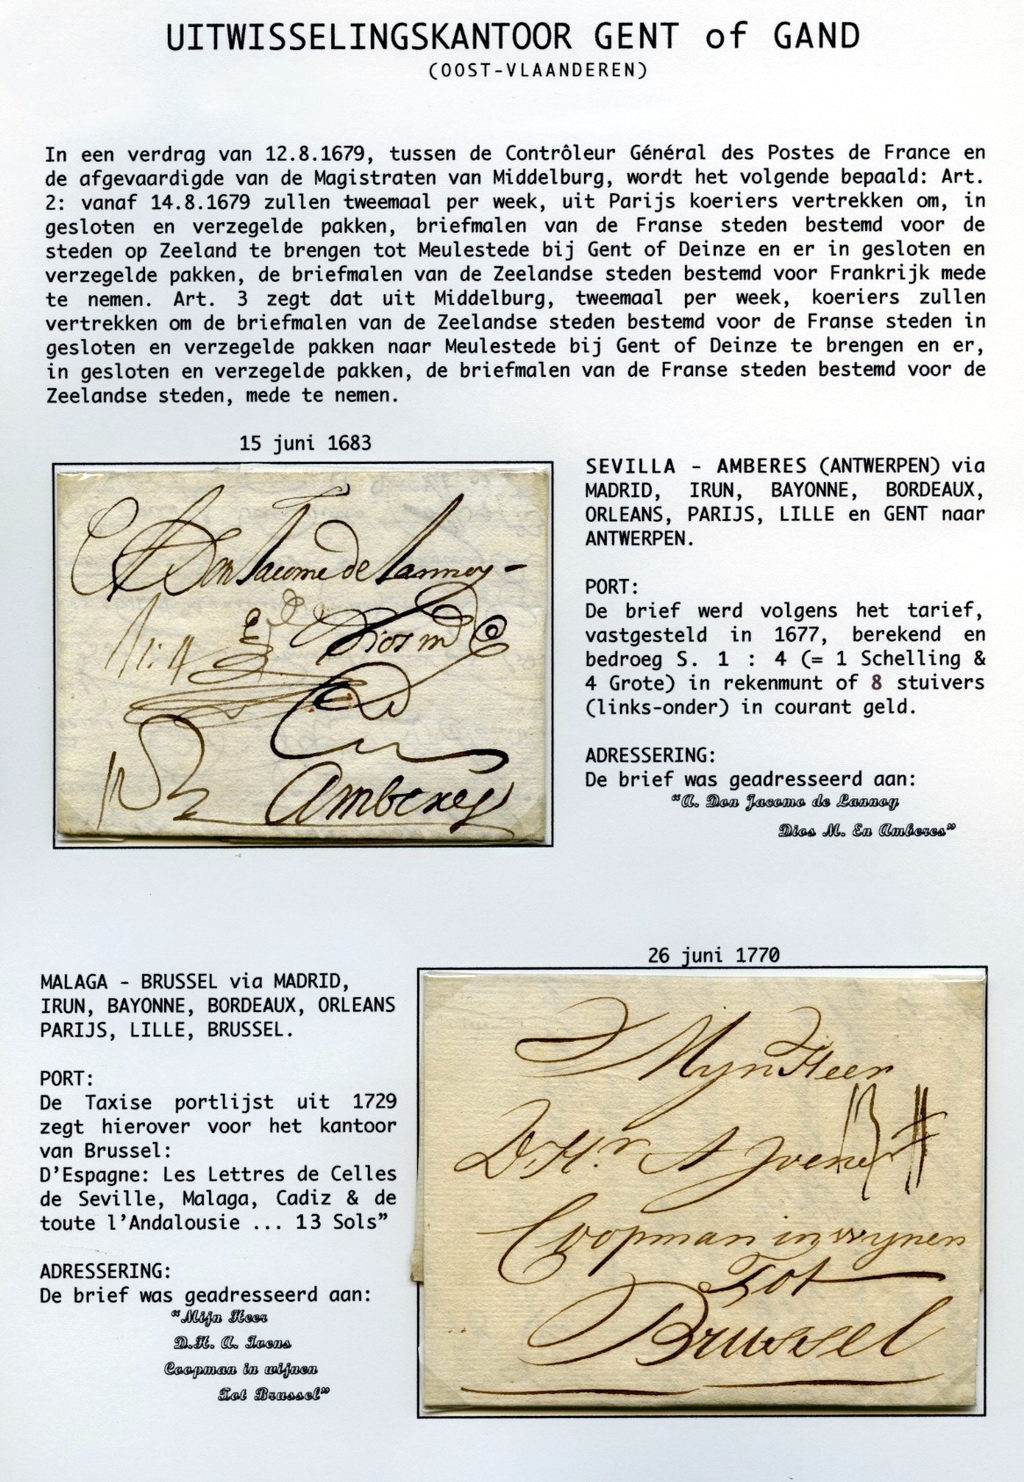 UITWISSELINGSKANTOOR GENT of GAND
(OOST-VLAANDEREN)
In een verdrag van 12.8.1679, tussen de Contrôleur Général des Postes de France en
de afgevaardigde van de Magistraten van Middelburg, wordt het volgende bepaald: Art.
2: vanaf 14.8.1679 zullen tweemaal per week, uit Parijs koeriers vertrekken om, in
gesloten en verzegelde pakken, briefmalen van de Franse steden bestemd voor de
steden op Zeeland te brengen tot Meulestede bij Gent of Deinze en er in gesloten en
verzegelde pakken, de briefmalen van de Zeelandse steden bestemd voor Frankrijk mede
te nemen. Art. 3 zegt dat uit Middelburg, tweemaal per week, koeriers zullen
vertrekken om de briefmalen van de Zeelandse steden bestemd voor de Franse steden in
gesloten en verzegelde pakken naar Meulestede bij Gent of Deinze te brengen en er,
in gesloten en verzegelde pakken, de briefmalen van de Franse steden bestemd voor de
Zeelandse steden, mede te nemen.
15 juni 1683
A Don Jacomo de Lannoy
1:4
Dios m
En
Amberes
SEVILLA - AMBERES (ANTWERPEN) via
MADRID, IRUN, BAYONNE, BORDEAUX,
ORLEANS, PARIJS, LILLE en GENT naar
ANTWERPEN.
PORT:
De brief werd volgens het tarief,
vastgesteld in 1677, berekend en
bedroeg S. 1 : 4 (= 1 Schelling &
4 Grote) in rekenmunt of 8 stuivers
(links-onder) in courant geld.
ADRESSERING:
De brief was geadresseerd aan:
"A. Don Jacomo de Lannoy
Dios M. En Amberes"
MALAGA - BRUSSEL via MADRID,
IRUN, BAYONNE, BORDEAUX, ORLEANS
PARIJS, LILLE, BRUSSEL.
PORT:
De Taxise portlijst uit 1729
zegt hierover voor het kantoor
van Brussel:
D'Espagne: Les Lettres de Celles
de Seville, Malaga, Cadiz & de
toute l'Andalousie ... 13 Sols"
ADRESSERING:
De brief was geadresseerd aan:
"Mijn Heer
D.H. A. Ivens
Coopman in wijnen
Tot Brussel"
26 juni 1770
Myn Heer
D. Hr A Ivens
Coopman in wynen
Tot
Brussel